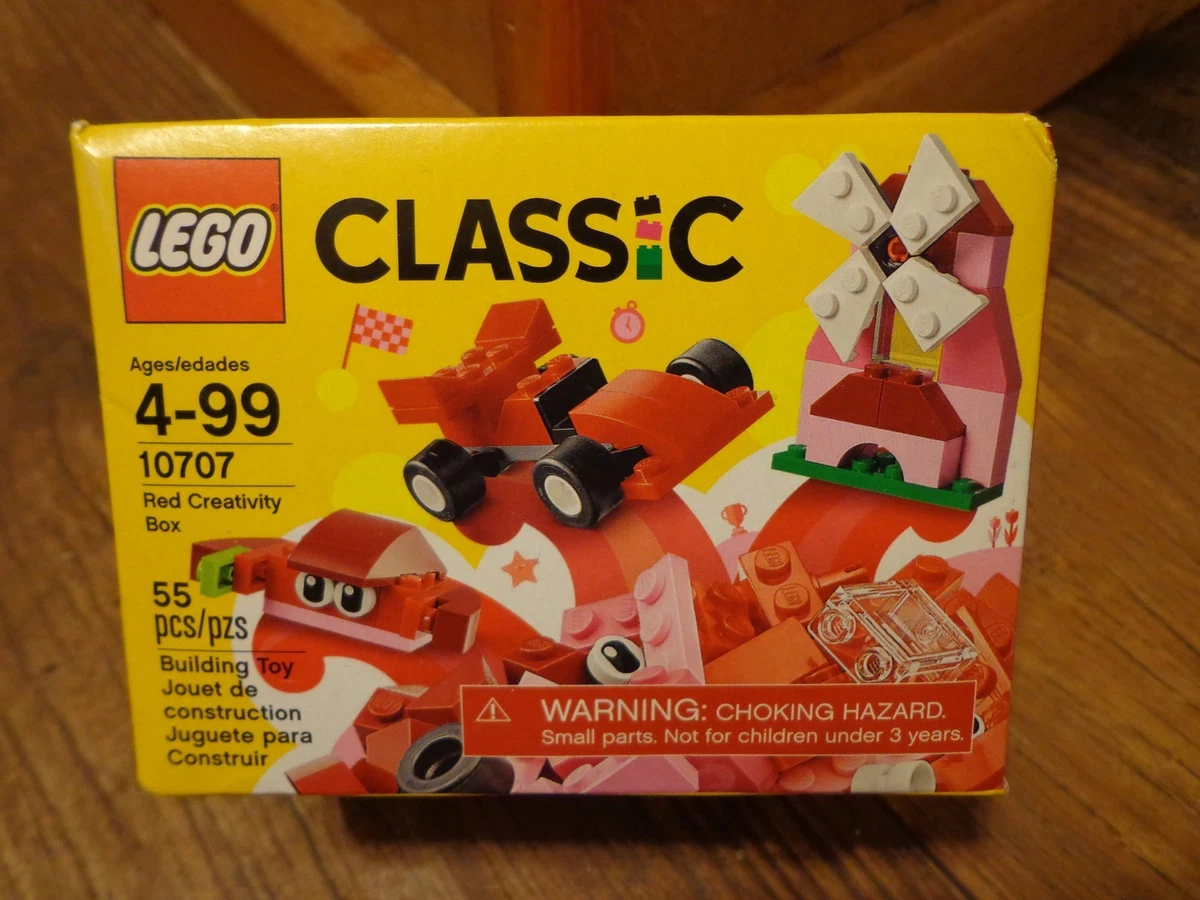 LEGO®
CLASSiC
Ages/edades
4-99
10707
Red Creativity
Box
55
pcs/pzs
Building Toy
Jouet de
construction
Juguete para
Construir
WARNING: CHOKING HAZARD.
Small parts. Not for children under 3 years.